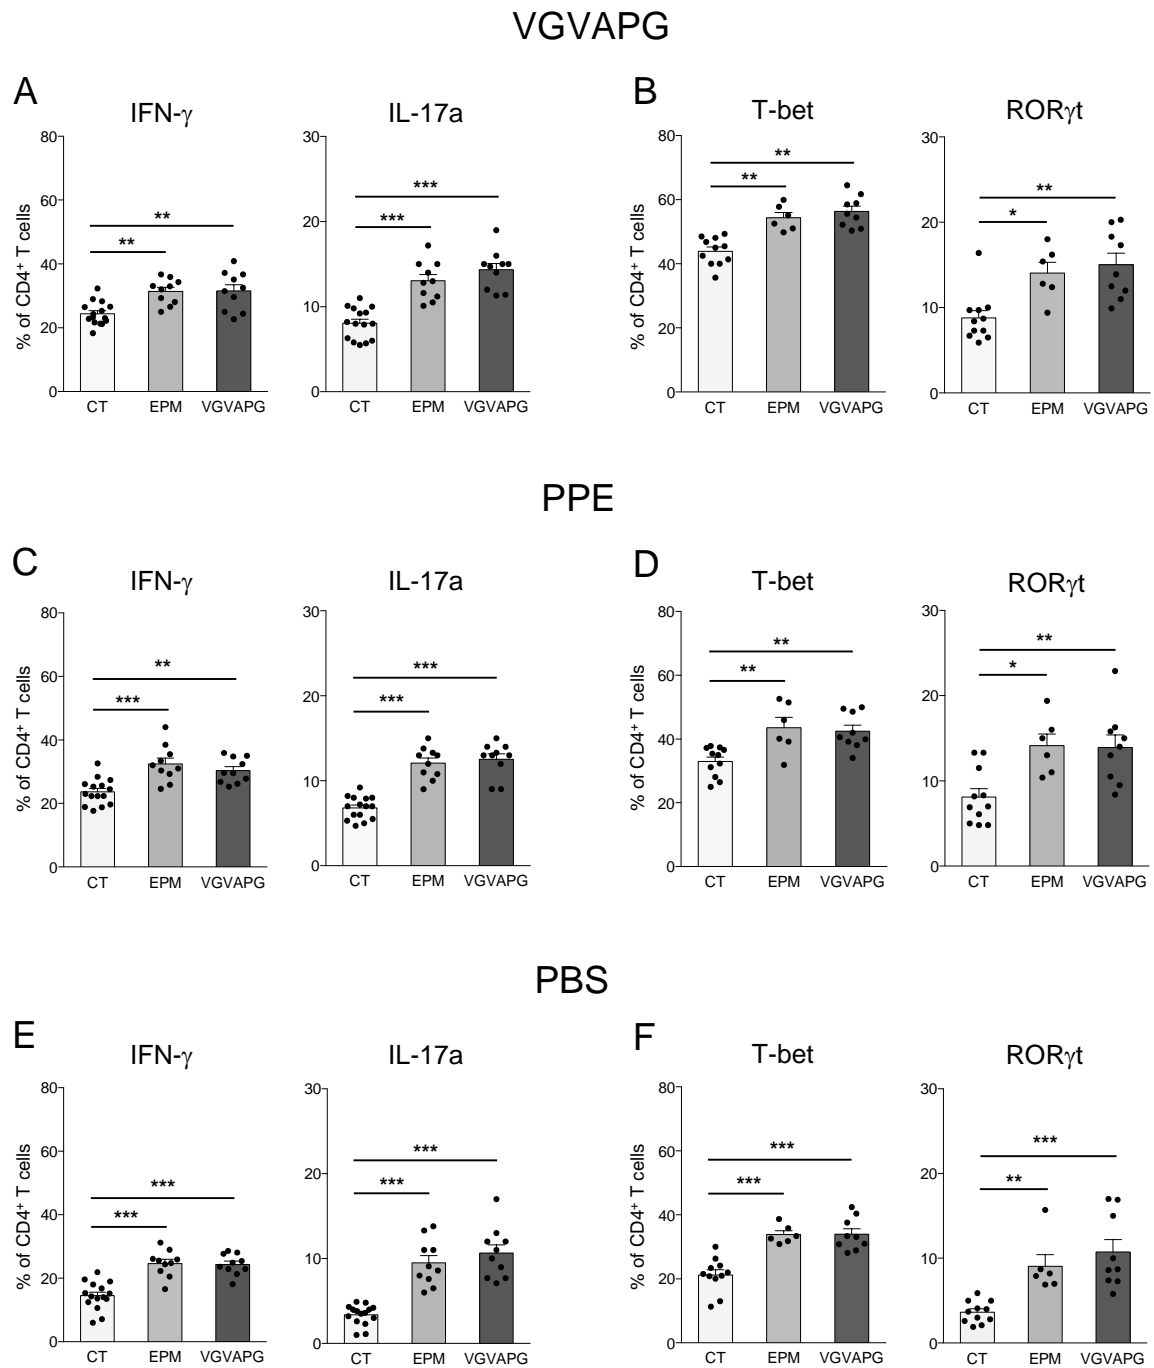 VGVAPG
A
IFN-γ
IL-17a
B
T-bet
RORγt
% of CD4+ T cells
80
60
40
20
0
**
**
CT EPM VGVAPG
30
20
10
0
***
***
CT EPM VGVAPG
% of CD4+ T cells
80
60
40
20
0
**
**
CT EPM VGVAPG
30
20
10
0
**
*
CT EPM VGVAPG
PPE
C
IFN-γ
IL-17a
D
T-bet
RORγt
% of CD4+ T cells
80
60
40
20
0
**
***
CT EPM VGVAPG
30
20
10
0
***
***
CT EPM VGVAPG
% of CD4+ T cells
80
60
40
20
0
**
**
CT EPM VGVAPG
30
20
10
0
**
*
CT EPM VGVAPG
PBS
E
IFN-γ
IL-17a
F
T-bet
RORγt
% of CD4+ T cells
80
60
40
20
0
***
***
CT EPM VGVAPG
30
20
10
0
***
***
CT EPM VGVAPG
% of CD4+ T cells
80
60
40
20
0
***
***
CT EPM VGVAPG
30
20
10
0
***
**
CT EPM VGVAPG